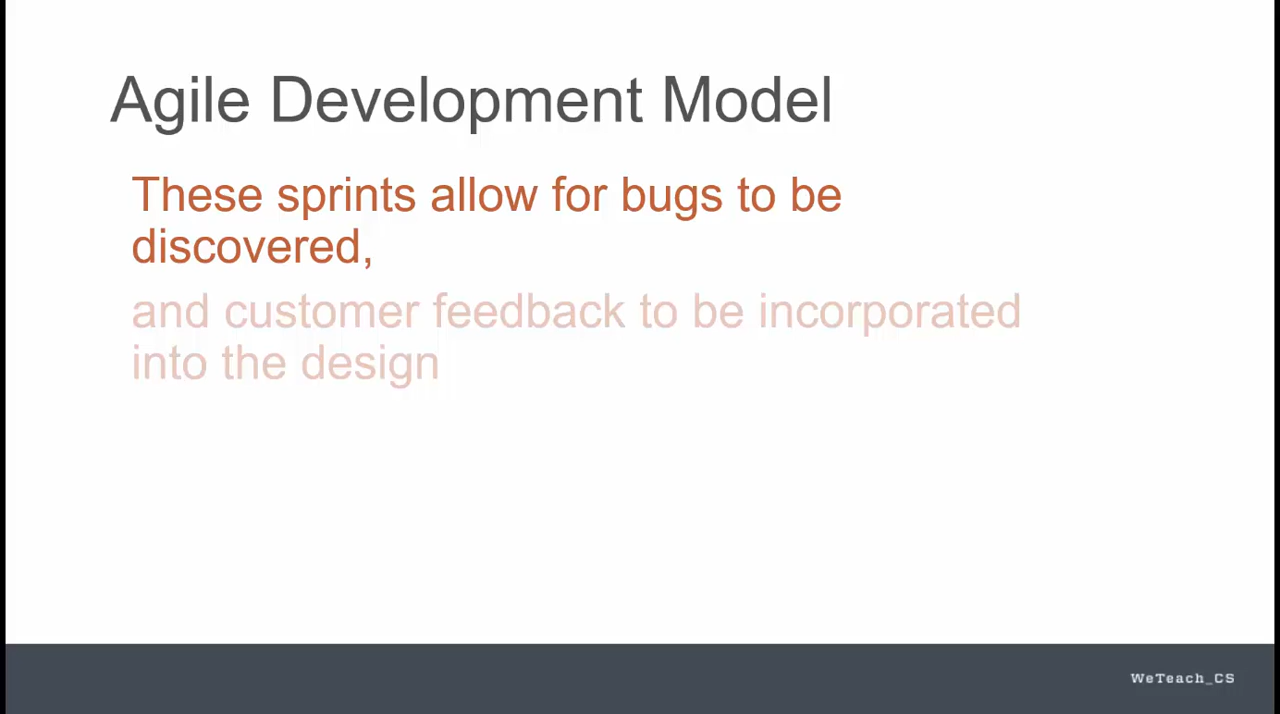 Agile Development Model
These sprints allow for bugs to be
discovered,
and customer feedback to be incorporated
into the design
WeTeach_CS